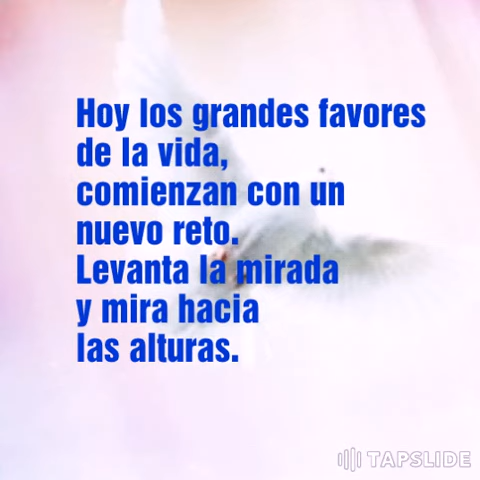 Hoy los grandes favores
de la vida,
comienzan con un
nuevo reto.
Levanta la mirada
y mira hacia
las alturas.
TAPSLIDE